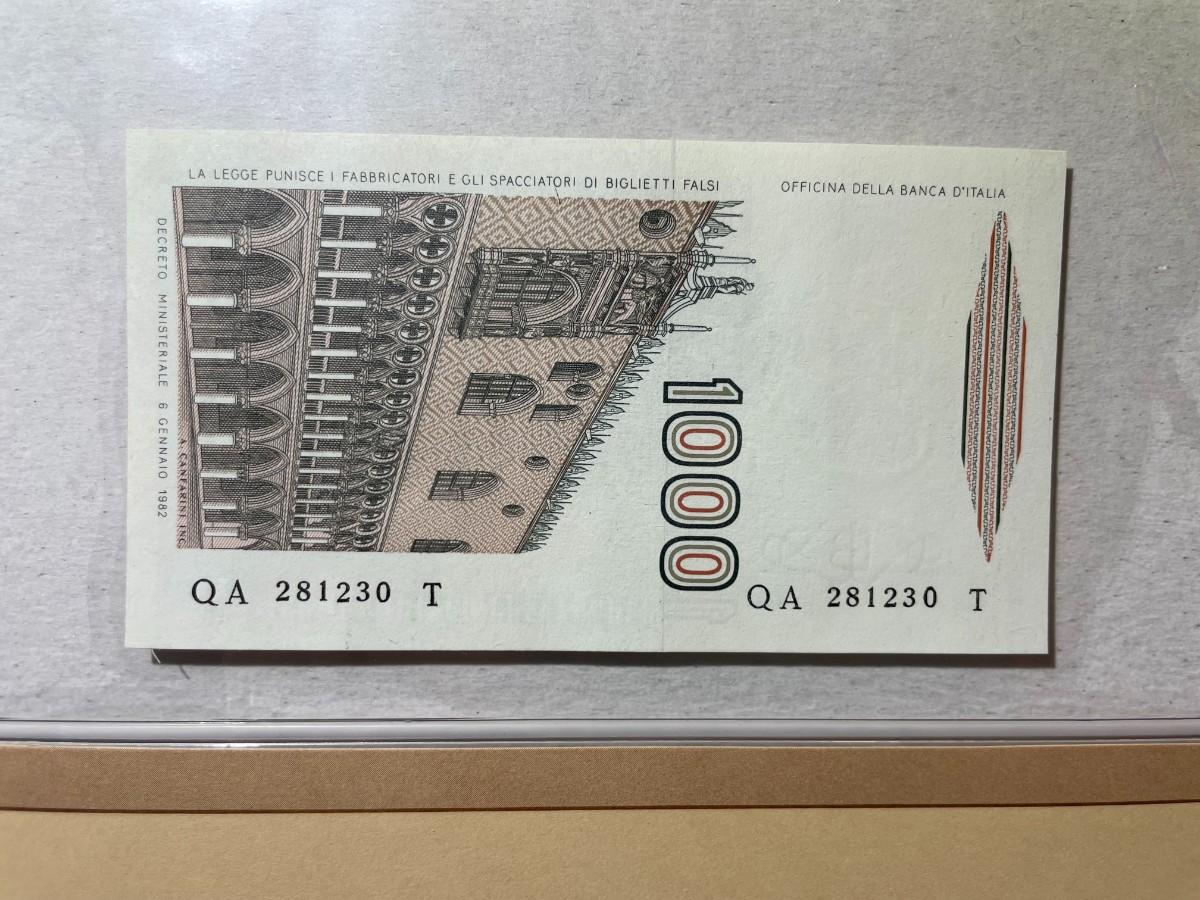 LA LEGGE PUNISCE I FABBRICATORI E GLI SPACCIATORI DI BIGLIETTI FALSI
OFFICINA DELLA BANCA D'ITALIA
DECRETO MINISTERIALE 6 GENNAIO 1982
A. CANFARINI INC.
1000
QA 281230 T
QA 281230 T